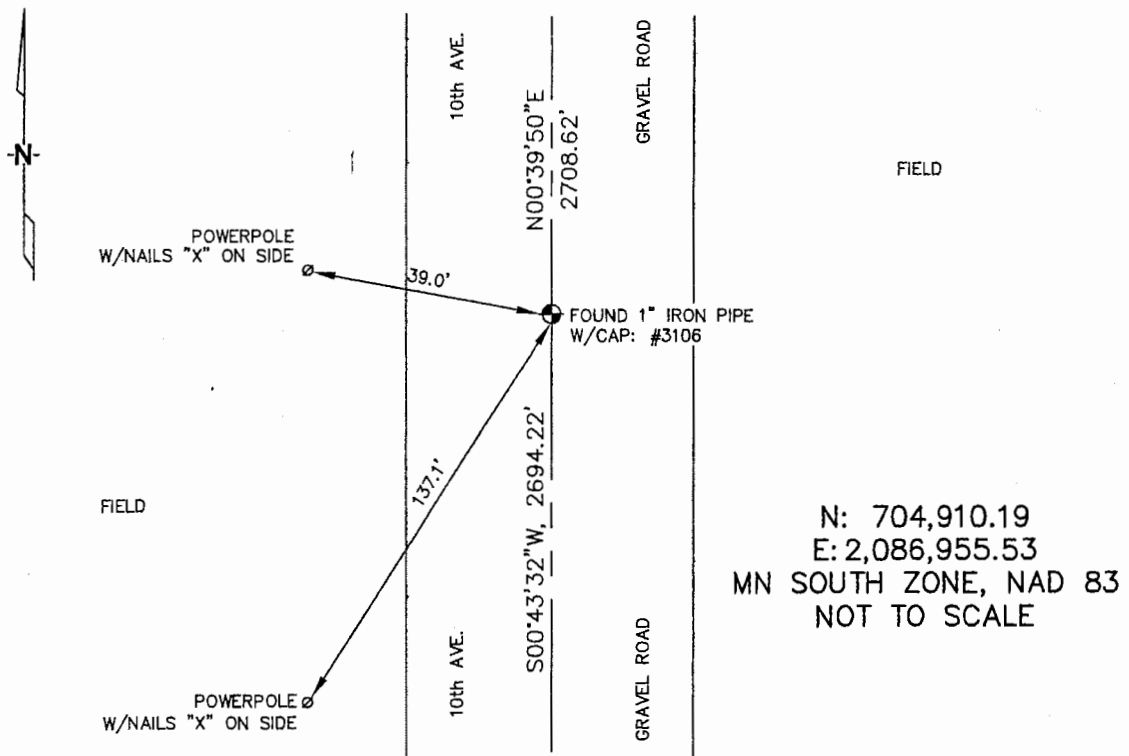 10th AVE.
N00°39'50"E
2708.62'
GRAVEL ROAD
-N-
FIELD
POWERPOLE
W/NAILS "X" ON SIDE
39.0'
FOUND 1" IRON PIPE
W/CAP: #3106
137.1'
S00°43'32"W, 2694.22'
FIELD
N: 704,910.19
E: 2,086,955.53
MN SOUTH ZONE, NAD 83
NOT TO SCALE
10th AVE.
GRAVEL ROAD
POWERPOLE
W/NAILS "X" ON SIDE